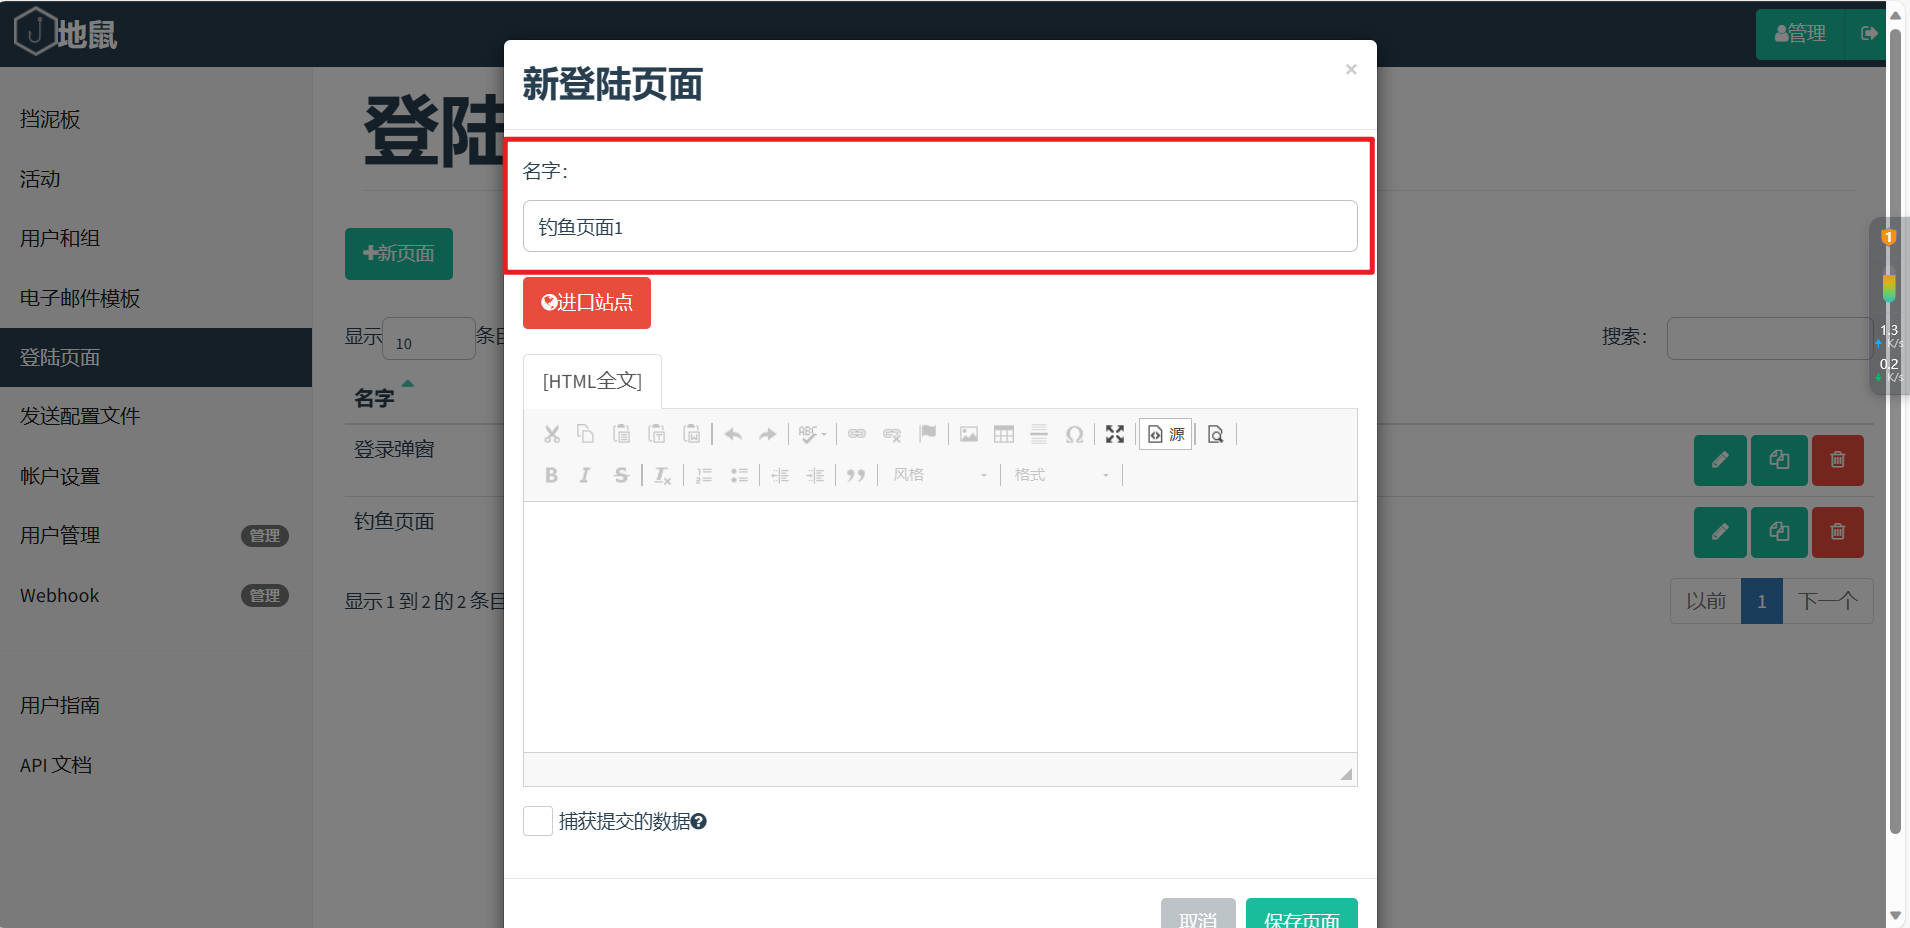 地鼠
管理
挡泥板
活动
用户和组
电子邮件模板
登陆页面
发送配置文件
帐户设置
用户管理 管理
Webhook 管理
用户指南
API 文档
登陆
新页面
显示 10 条目
搜索:
名字
登录弹窗
钓鱼页面
显示 1 到 2 的 2 条目
以前 1 下一个
新登陆页面 ×
名字:
钓鱼页面1
进口站点
[HTML全文]
ABC
源
B I S Tx
风格 格式
捕获提交的数据
取消 保存页面
1
1.3
K/s
0.2
K/s